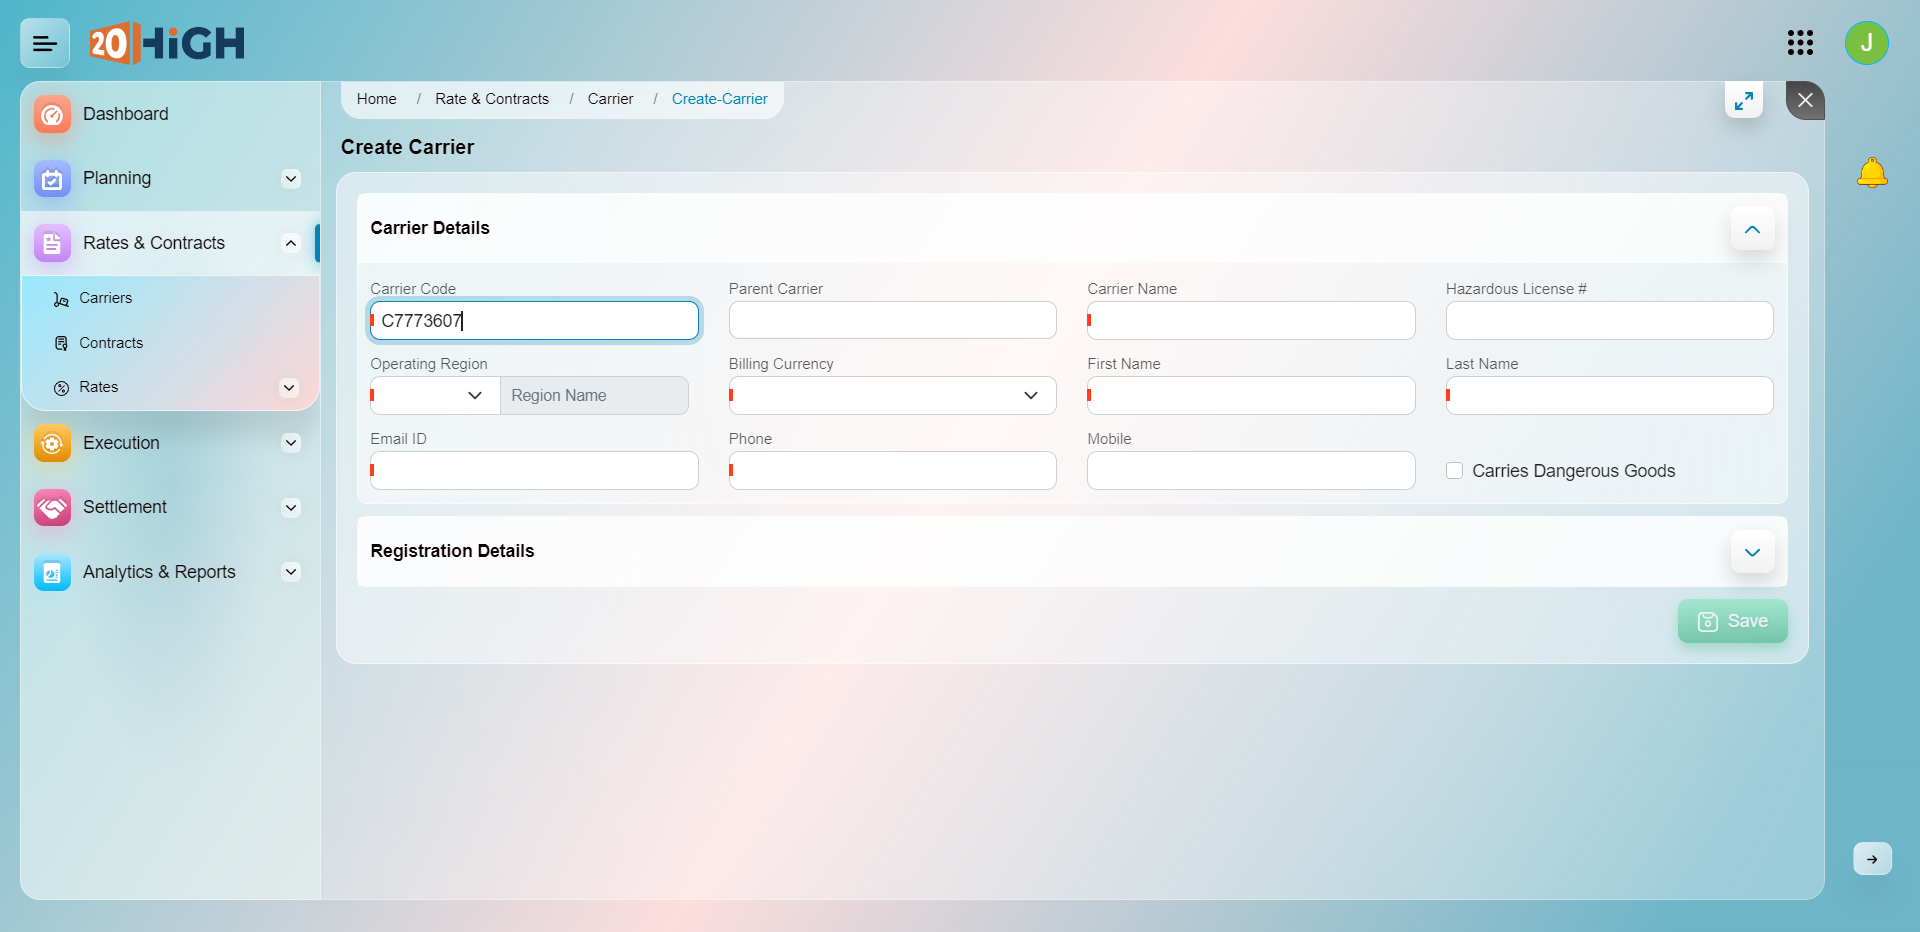 20HiGH
J
Dashboard
Planning
Rates & Contracts
Carriers
Contracts
Rates
Execution
Settlement
Analytics & Reports
Home / Rate & Contracts / Carrier / Create-Carrier
Create Carrier
Carrier Details
Carrier Code Parent Carrier Carrier Name Hazardous License #
C7773607
Operating Region Billing Currency First Name Last Name
Region Name
Email ID Phone Mobile
Carries Dangerous Goods
Registration Details
Save